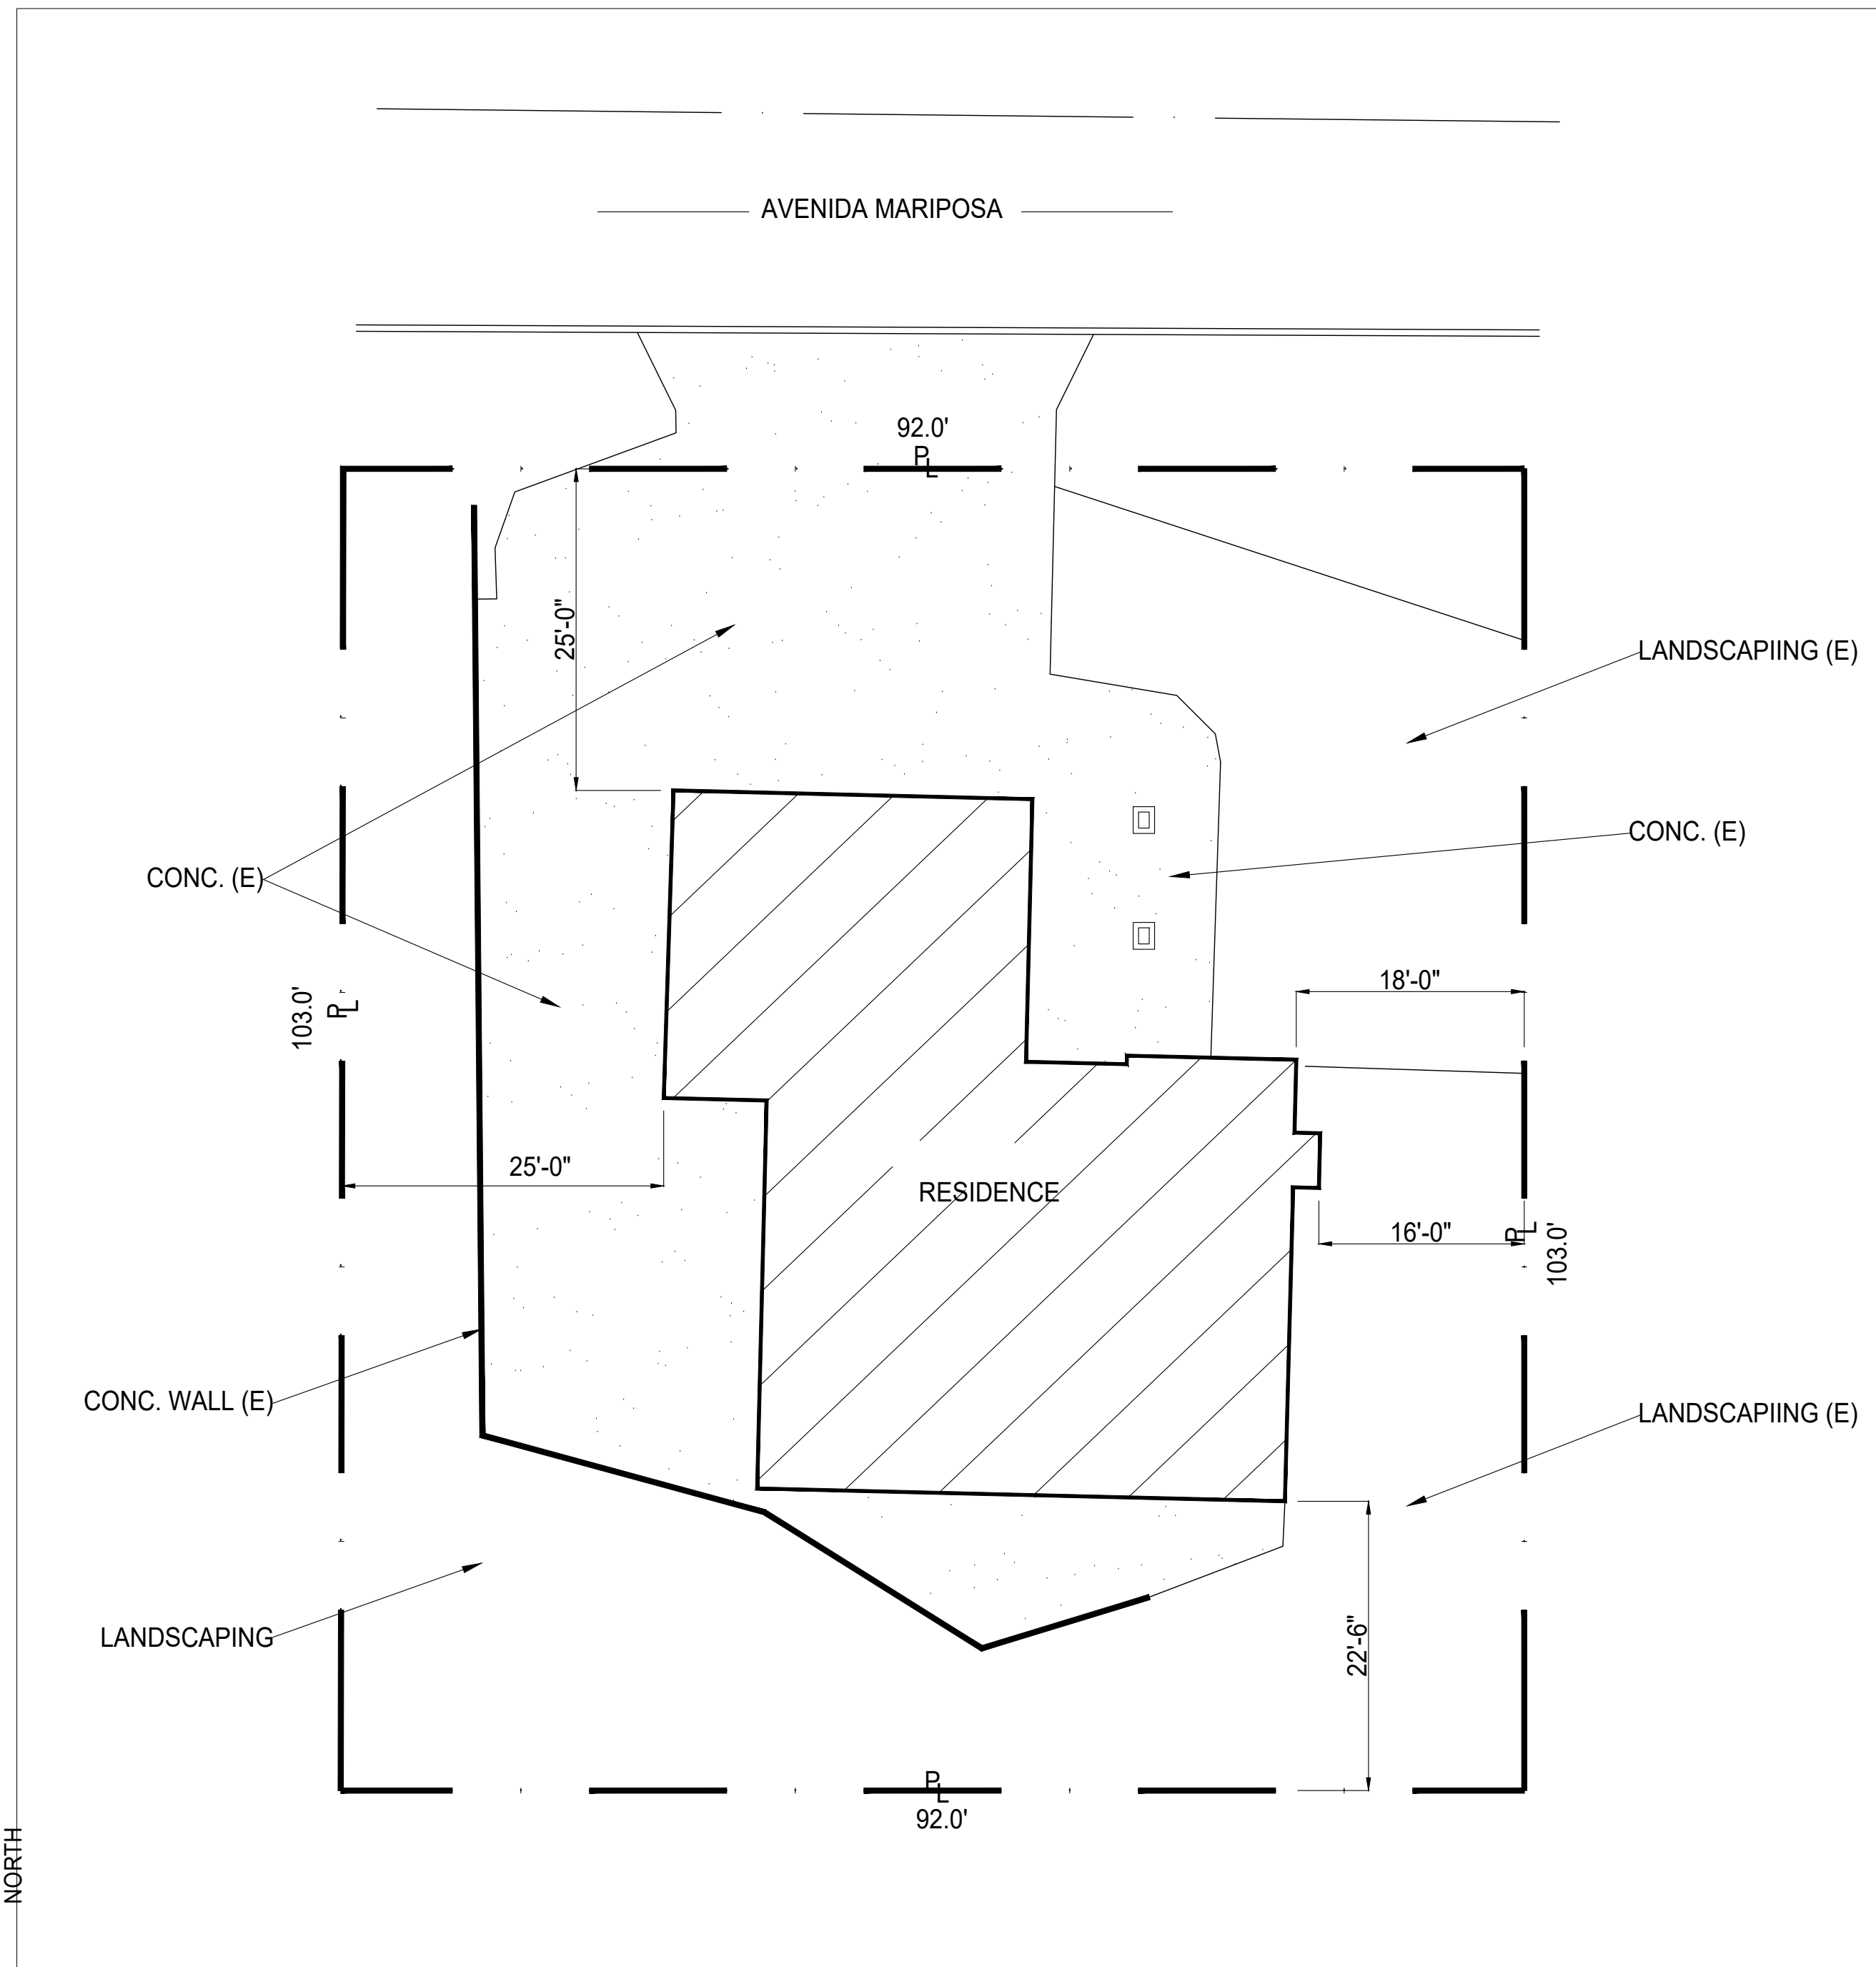 AVENIDA MARIPOSA
92.0'
PL
25'-0"
LANDSCAPIING (E)
CONC. (E)
CONC. (E)
18'-0"
103.0'
PL
25'-0"
RESIDENCE
16'-0"
PL
103.0'
CONC. WALL (E)
LANDSCAPIING (E)
LANDSCAPING
22'-6"
PL
92.0'
NORTH